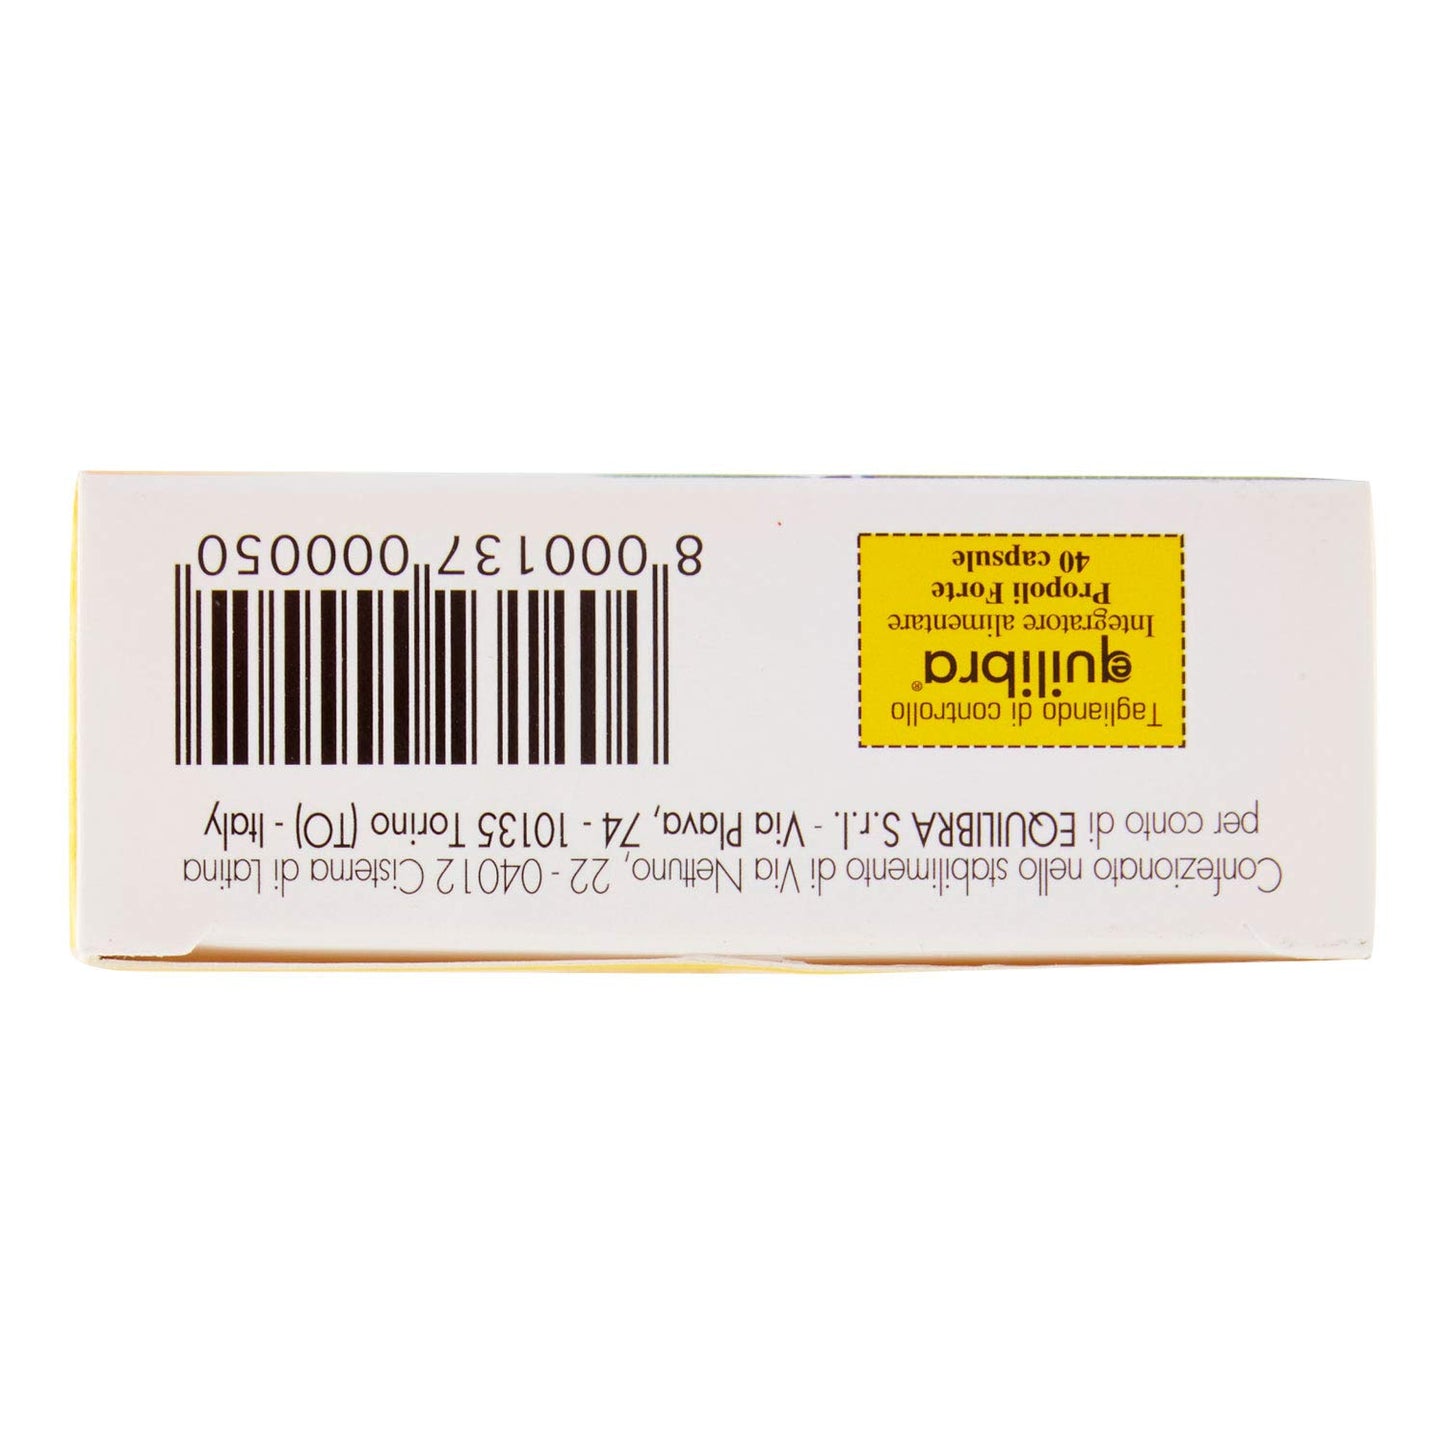 Confezionato nello stabilimento di Via Nettuno, 22 - 04012 Cisterna di Latina
per conto di EQUILIBRA S.r.l. - Via Plava, 74 - 10135 Torino (TO) - Italy
Tagliando di controllo
equilibra®
Integratore alimentare
Propoli Forte
40 capsule
8 000137 000050